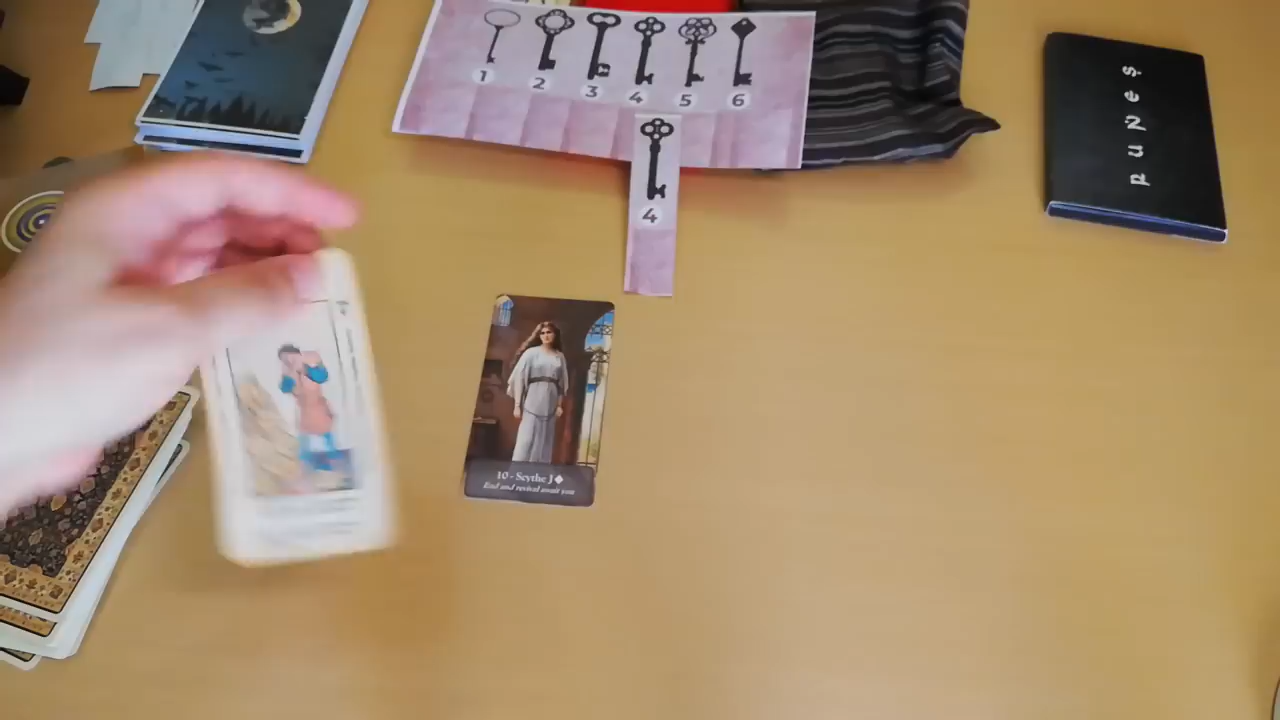 1 2 3 4 5 6
4
runes
10 - Scythe J♦
End and revival await you